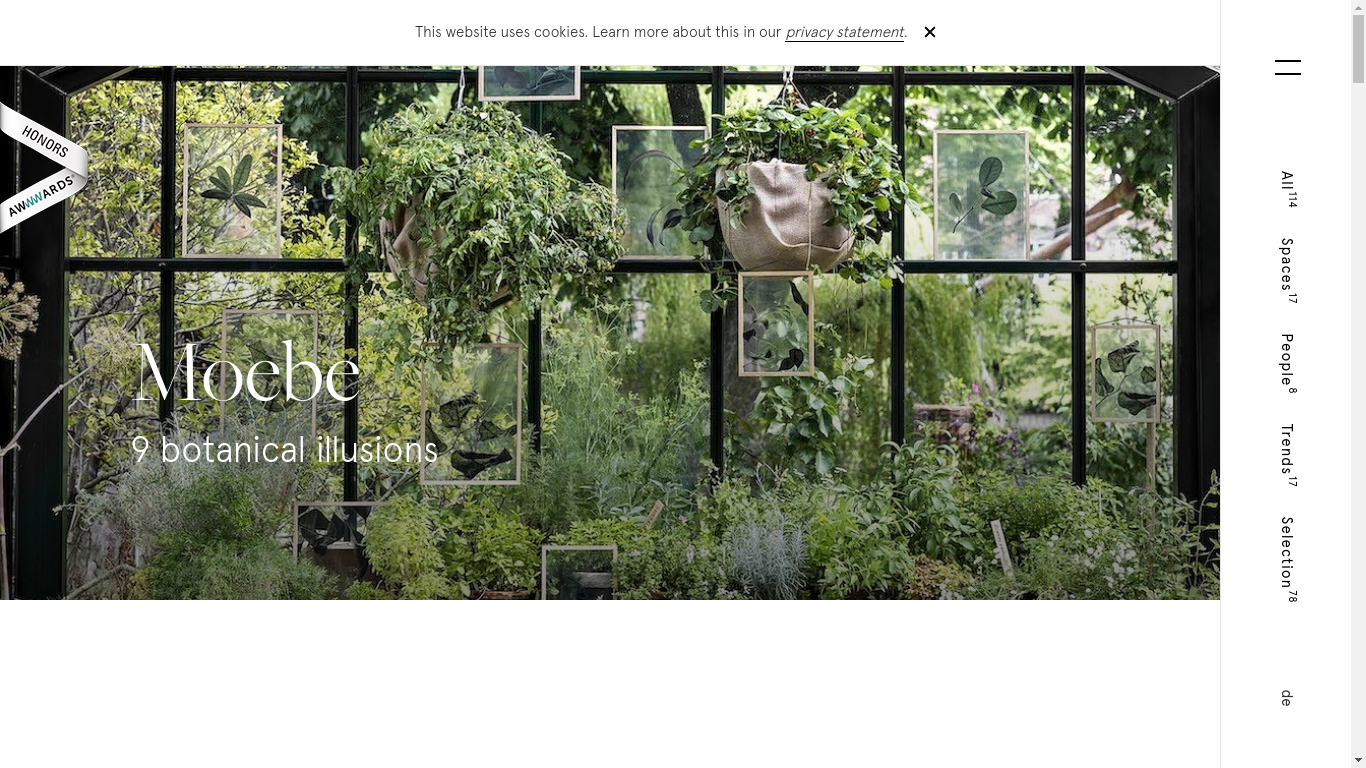 This website uses cookies. Learn more about this in our privacy statement.
HONORS
AWWWARDS
Moebe
9 botanical illusions
All 114
Spaces 17
People 8
Trends 17
Selection 78
de